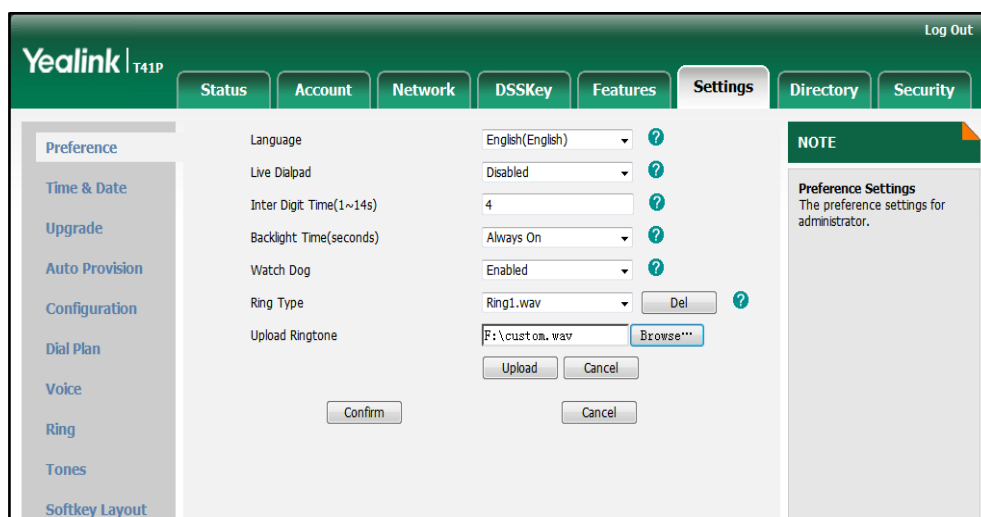 Log Out
Yealink T41P
Status Account Network DSSKey Features Settings Directory Security
Preference
Time & Date
Upgrade
Auto Provision
Configuration
Dial Plan
Voice
Ring
Tones
Softkey Layout
Language English(English) ?
Live Dialpad Disabled ?
Inter Digit Time(1~14s) 4 ?
Backlight Time(seconds) Always On ?
Watch Dog Enabled ?
Ring Type Ring1.wav Del ?
Upload Ringtone F:\custom.wav Browse…
Upload Cancel
Confirm Cancel
NOTE
Preference Settings
The preference settings for
administrator.